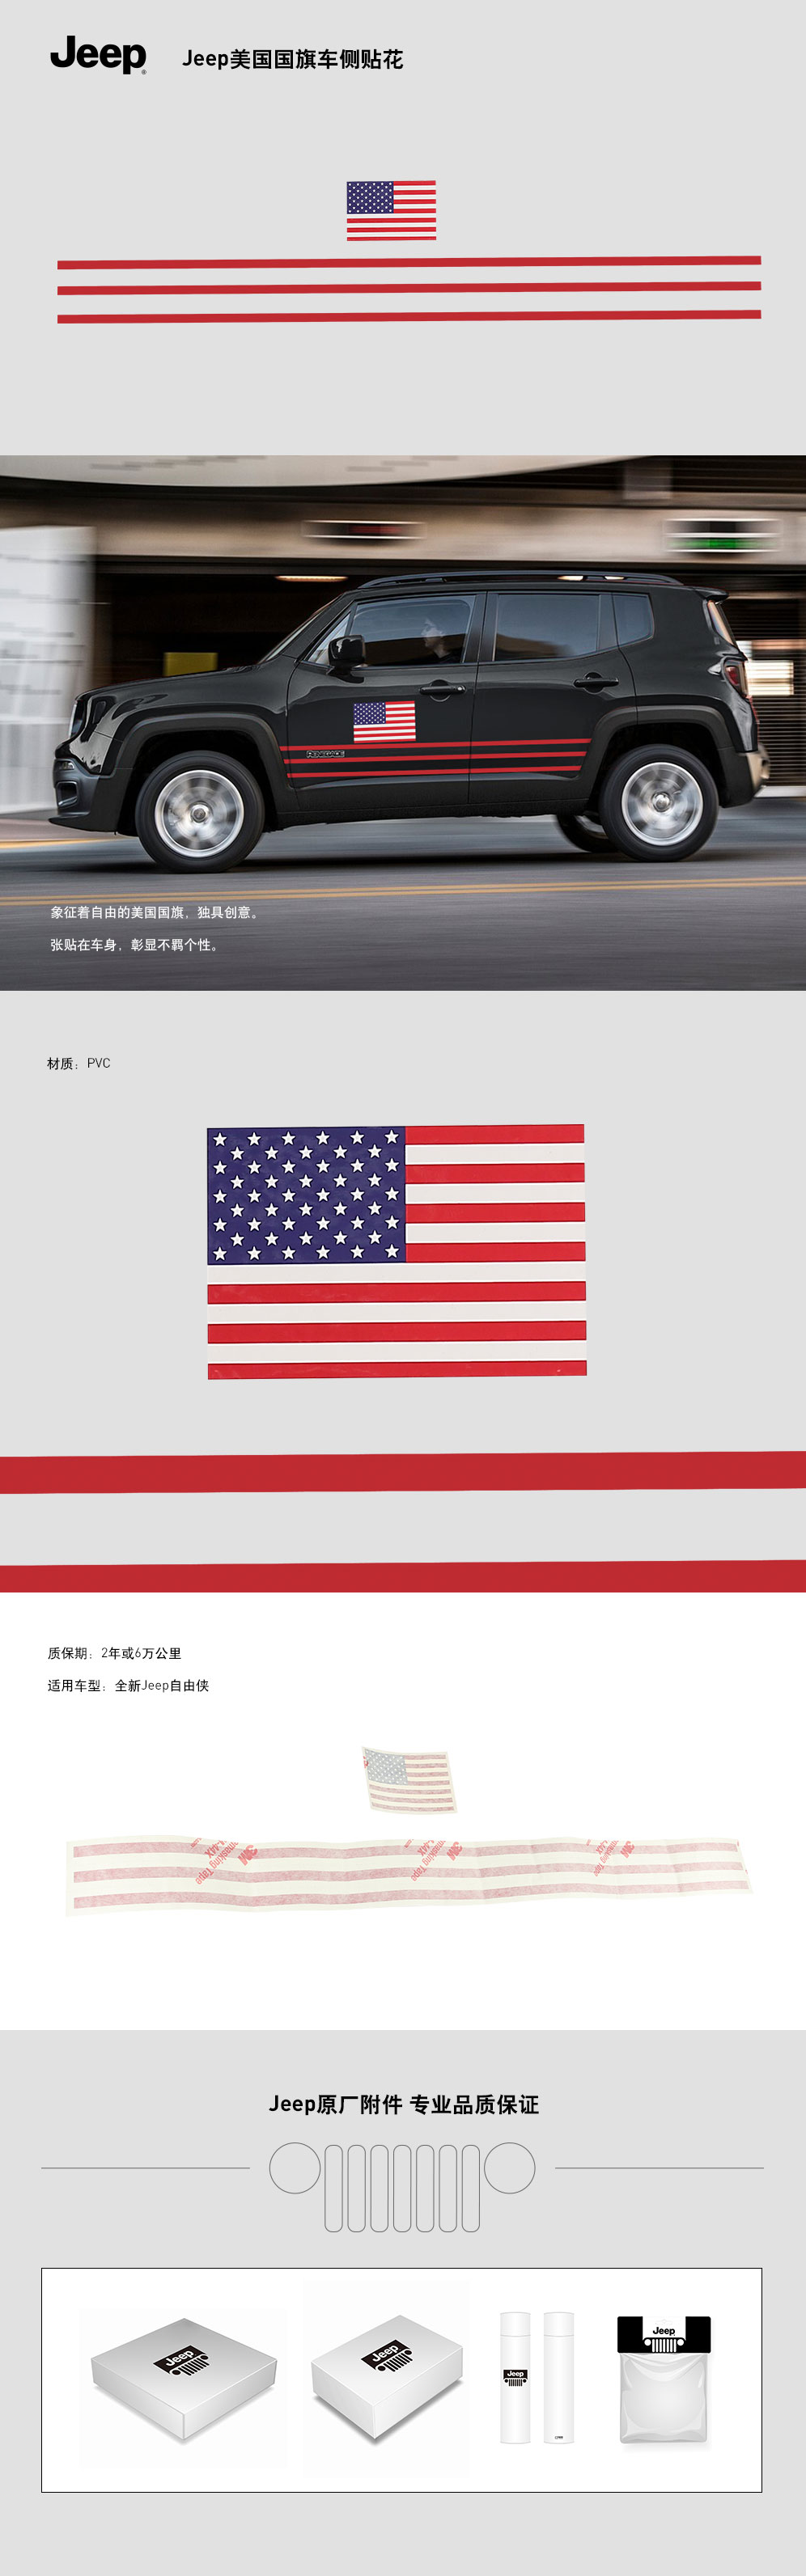 Jeep®
Jeep美国国旗车侧贴花
RENEGADE
象征着自由的美国国旗，独具创意。
张贴在车身，彰显不羁个性。
材质：PVC
质保期：2年或6万公里
适用车型：全新Jeep自由侠
3M
3M
3M
Jeep原厂附件 专业品质保证
Jeep
Jeep
Jeep
Jeep